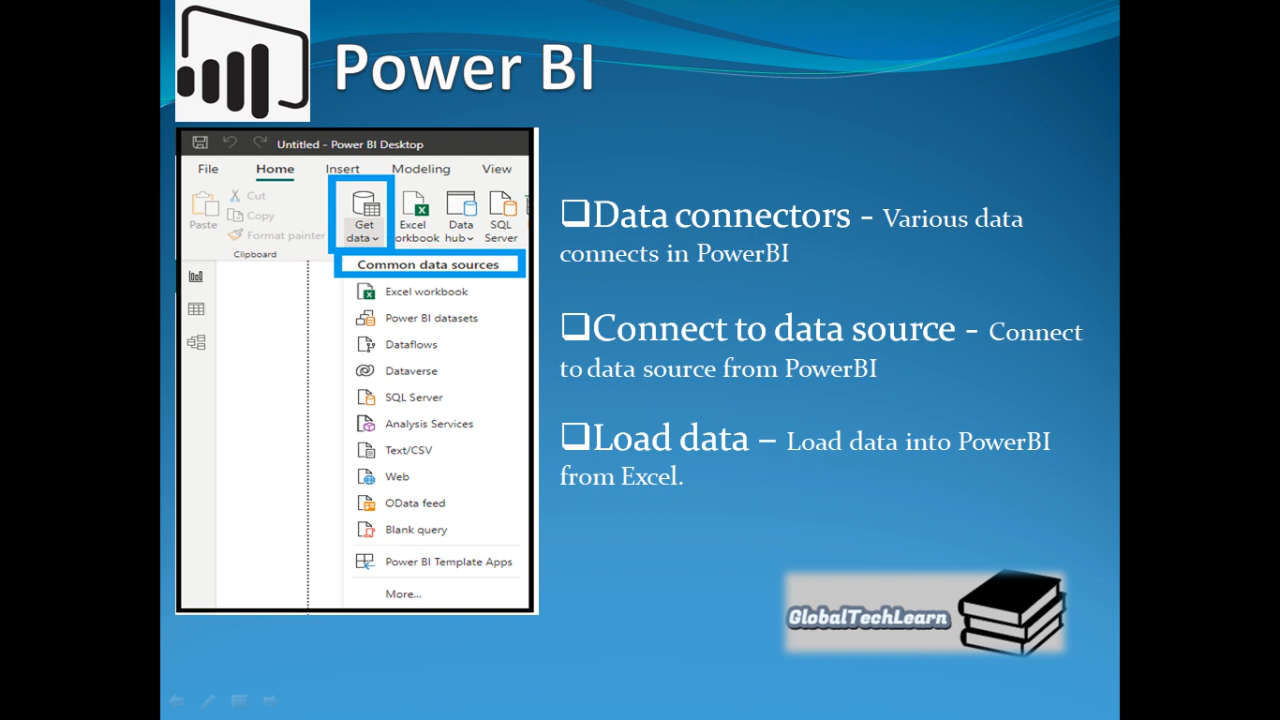 Power BI
Untitled - Power BI Desktop
File Home Insert Modeling View
Paste
Cut
Copy
Format painter
Clipboard
Get
data
Excel
orkbook
Data
hub
SQL
Server
Common data sources
Excel workbook
Power BI datasets
Dataflows
Dataverse
SQL Server
Analysis Services
Text/CSV
Web
OData feed
Blank query
Power BI Template Apps
More...
❑Data connectors - Various data
connects in PowerBI
❑Connect to data source - Connect
to data source from PowerBI
❑Load data – Load data into PowerBI
from Excel.
GlobalTechLearn